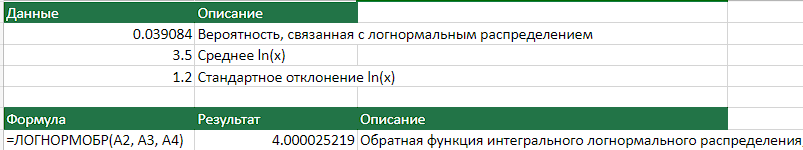 Данные Описание
0.039084 Вероятность, связанная с логнормальным распределением
3.5 Среднее ln(x)
1.2 Стандартное отклонение ln(x)
Формула Результат Описание
=ЛОГНОРМОБР(A2, A3, A4) 4.000025219 Обратная функция интегрального логнормального распределения